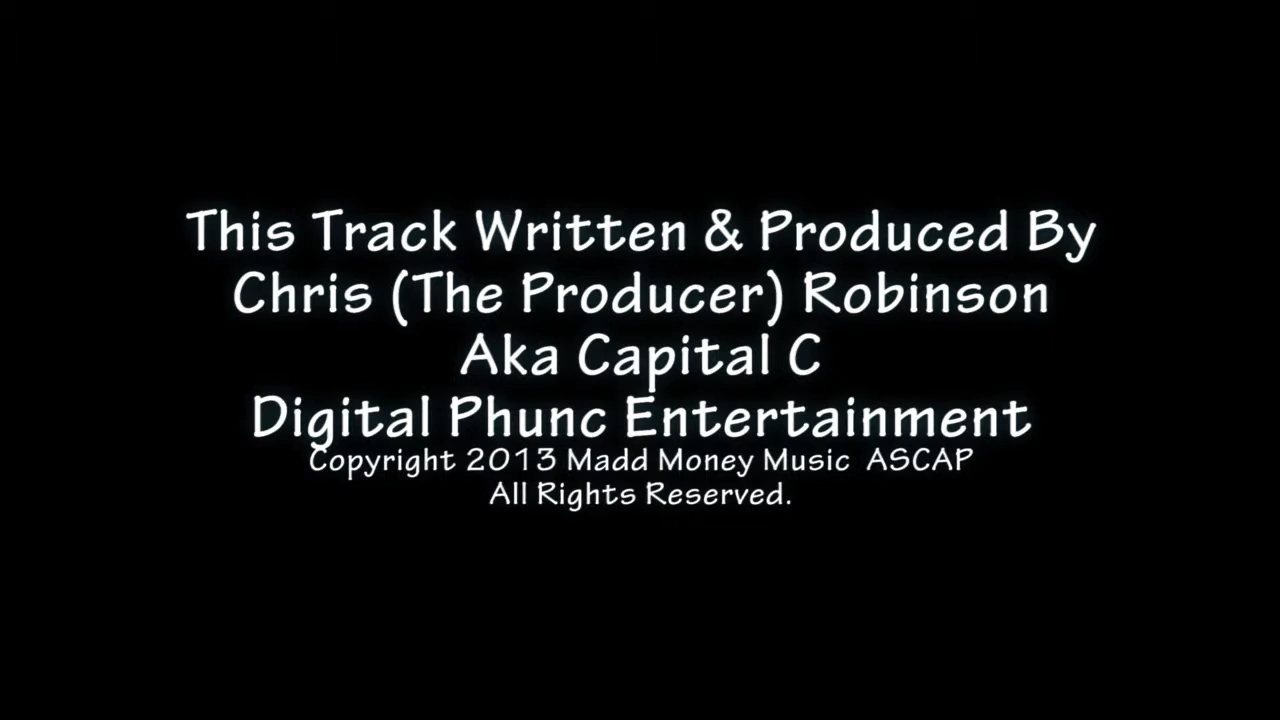 This Track Written & Produced By
Chris (The Producer) Robinson
Aka Capital C
Digital Phunc Entertainment
Copyright 2013 Madd Money Music  ASCAP
All Rights Reserved.